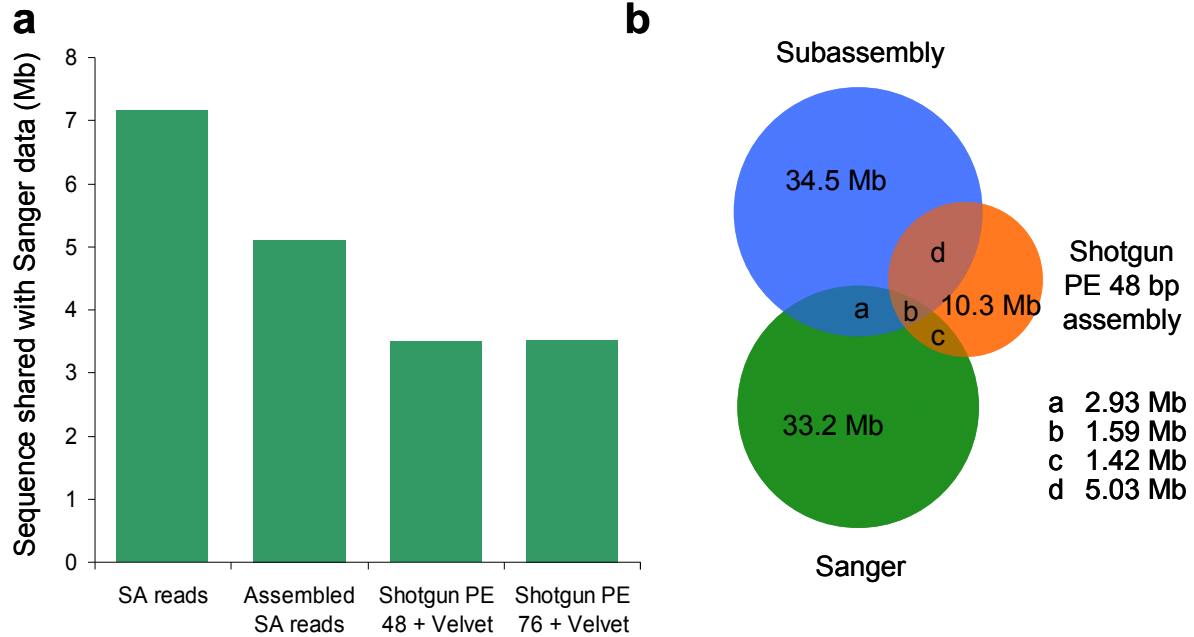 a
Sequence shared with Sanger data (Mb)
8
7
6
5
4
3
2
1
0
SA reads
Assembled
SA reads
Shotgun PE
48 + Velvet
Shotgun PE
76 + Velvet
b
Subassembly
34.5 Mb
d
Shotgun
PE 48 bp
assembly
10.3 Mb
a
b
c
33.2 Mb
a 2.93 Mb
b 1.59 Mb
c 1.42 Mb
d 5.03 Mb
Sanger